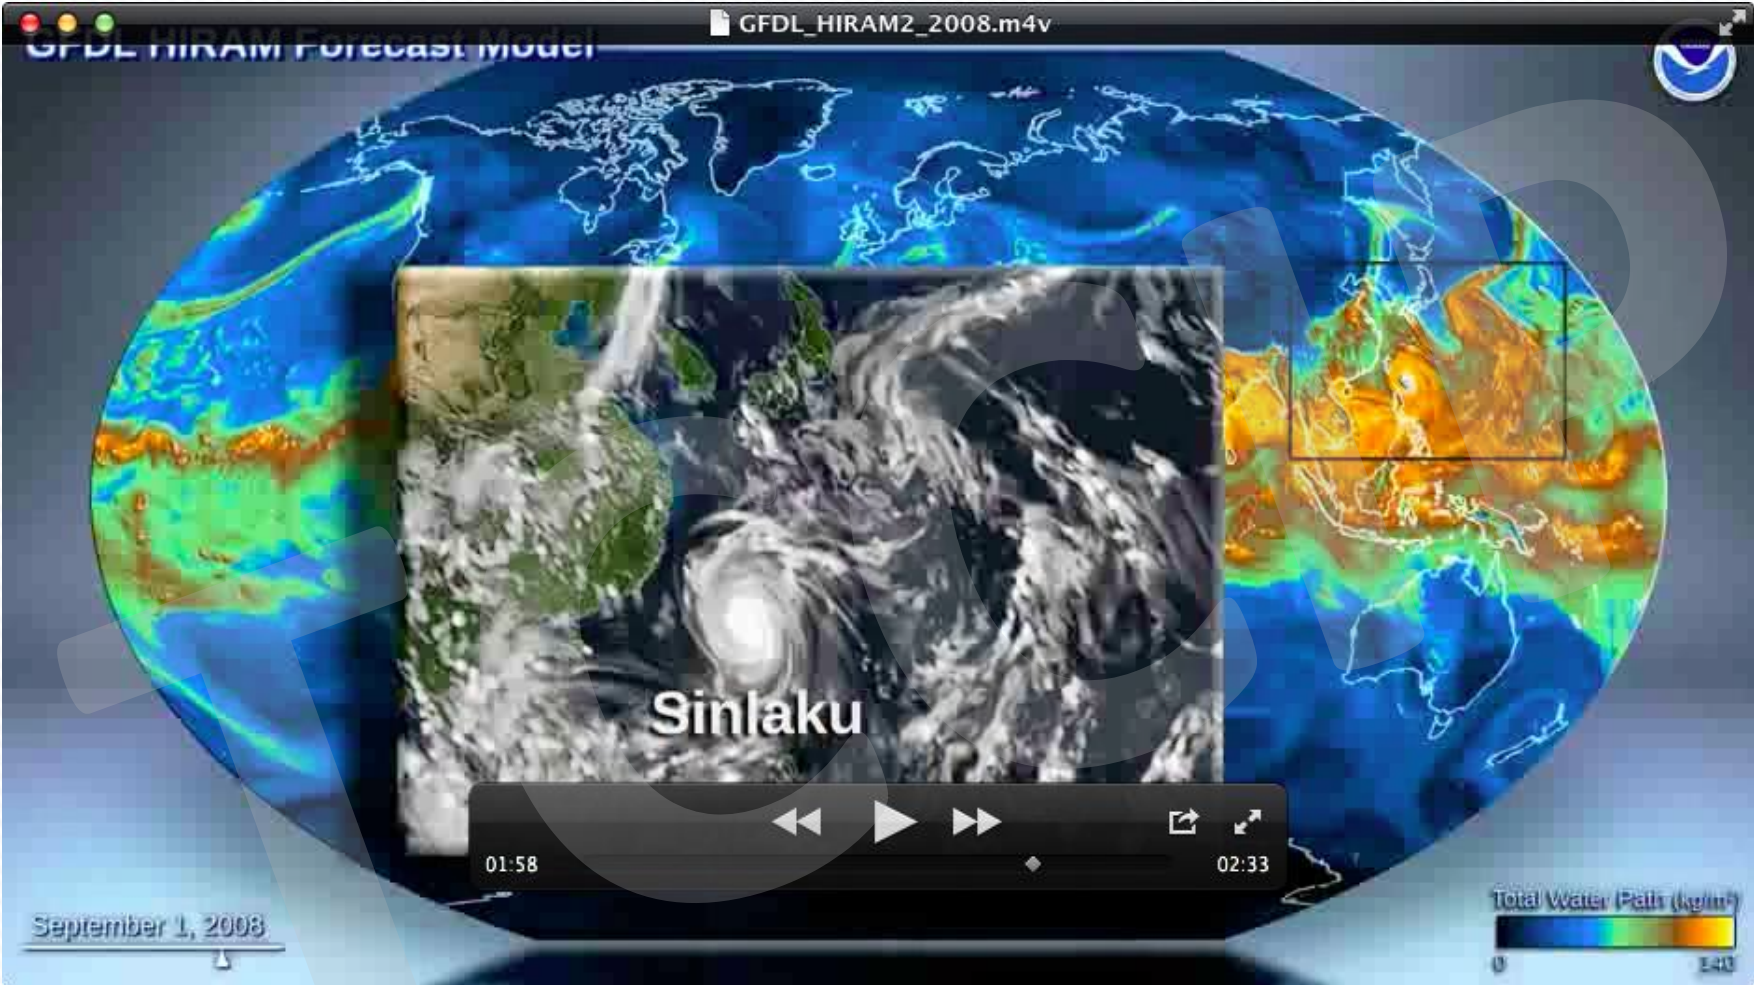 GFDL_HIRAM2_2008.m4v
GFDL HIRAM Forecast Model
Sinlaku
01:58
02:33
September 1, 2008
Total Water Path (kg/m²)
0
140